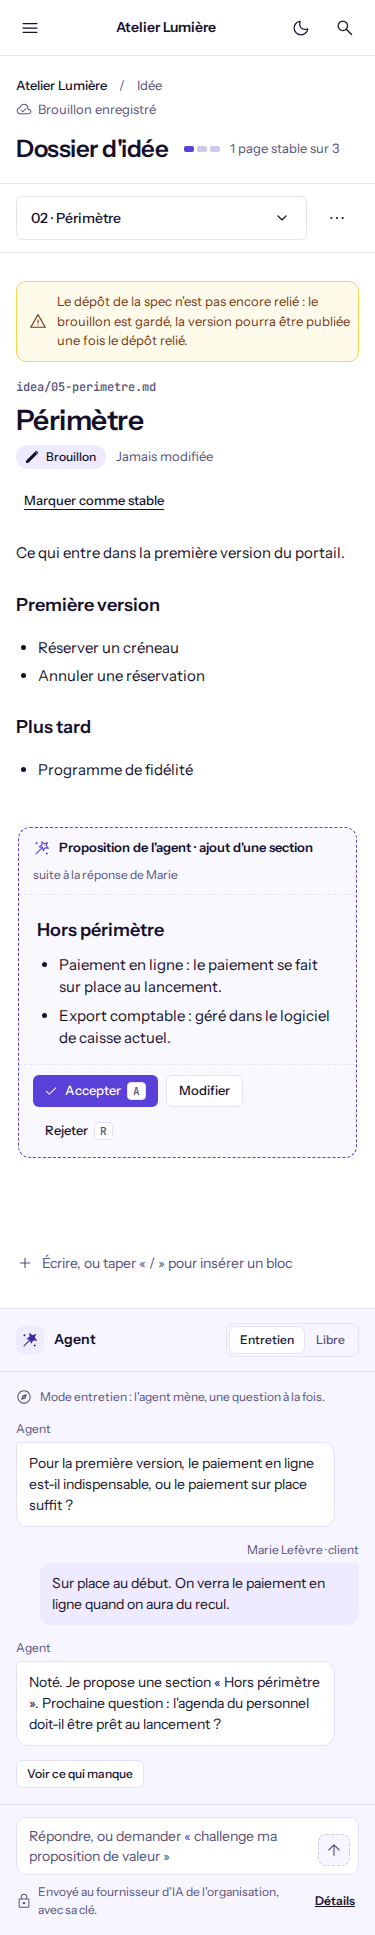 Atelier Lumière
Atelier Lumière / Idée
Brouillon enregistré
Dossier d'idée 1 page stable sur 3
02 · Périmètre
Le dépôt de la spec n'est pas encore relié : le
brouillon est gardé, la version pourra être publiée
une fois le dépôt relié.
idea/05-perimetre.md
Périmètre
Brouillon Jamais modifiée
Marquer comme stable
Ce qui entre dans la première version du portail.
Première version
• Réserver un créneau
• Annuler une réservation
Plus tard
• Programme de fidélité
Proposition de l'agent · ajout d'une section
suite à la réponse de Marie
Hors périmètre
• Paiement en ligne : le paiement se fait
sur place au lancement.
• Export comptable : géré dans le logiciel
de caisse actuel.
Accepter A Modifier
Rejeter R
Écrire, ou taper « / » pour insérer un bloc
Agent Entretien Libre
Mode entretien : l'agent mène, une question à la fois.
Agent
Pour la première version, le paiement en ligne
est-il indispensable, ou le paiement sur place
suffit ?
Marie Lefèvre · client
Sur place au début. On verra le paiement en
ligne quand on aura du recul.
Agent
Noté. Je propose une section « Hors périmètre
». Prochaine question : l'agenda du personnel
doit-il être prêt au lancement ?
Voir ce qui manque
Répondre, ou demander « challenge ma
proposition de valeur »
Envoyé au fournisseur d'IA de l'organisation,
avec sa clé.
Détails